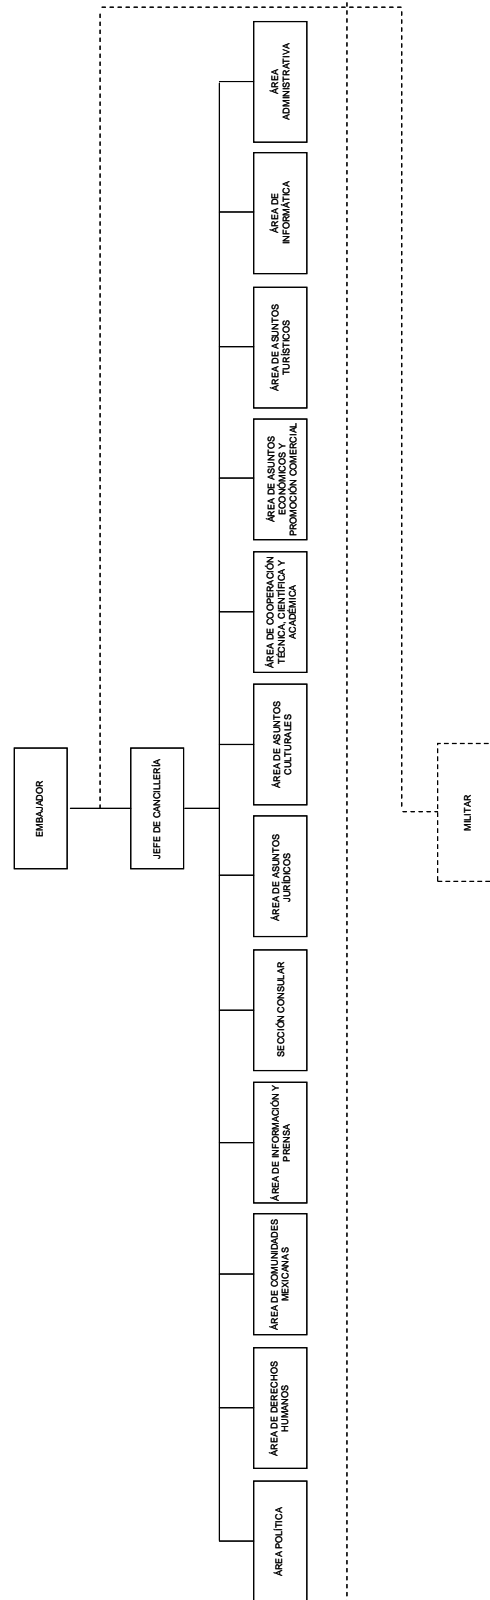 EMBAJADOR
JEFE DE CANCILLERÍA
ÁREA POLÍTICA
ÁREA DE DERECHOS
HUMANOS
ÁREA DE COMUNIDADES
MEXICANAS
ÁREA DE INFORMACIÓN Y
PRENSA
SECCIÓN CONSULAR
ÁREA DE ASUNTOS
JURÍDICOS
ÁREA DE ASUNTOS
CULTURALES
ÁREA DE COOPERACIÓN
TÉCNICA, CIENTÍFICA Y
ACADÉMICA
ÁREA DE ASUNTOS
ECONÓMICOS Y
PROMOCIÓN COMERCIAL
ÁREA DE ASUNTOS
TURÍSTICOS
ÁREA DE
INFORMÁTICA
ÁREA
ADMINISTRATIVA
MILITAR